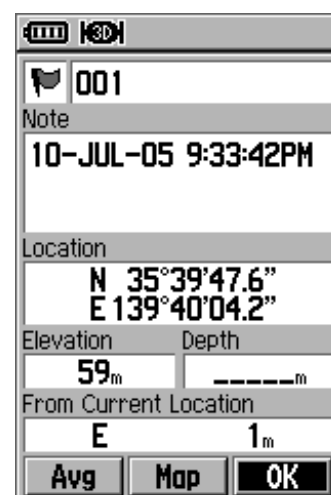 3D
001
Note
10-JUL-05 9:33:42PM
Location
N 35°39'47.6"
E 139°40'04.2"
Elevation Depth
59m _____m
From Current Location
E 1m
Avg Map OK